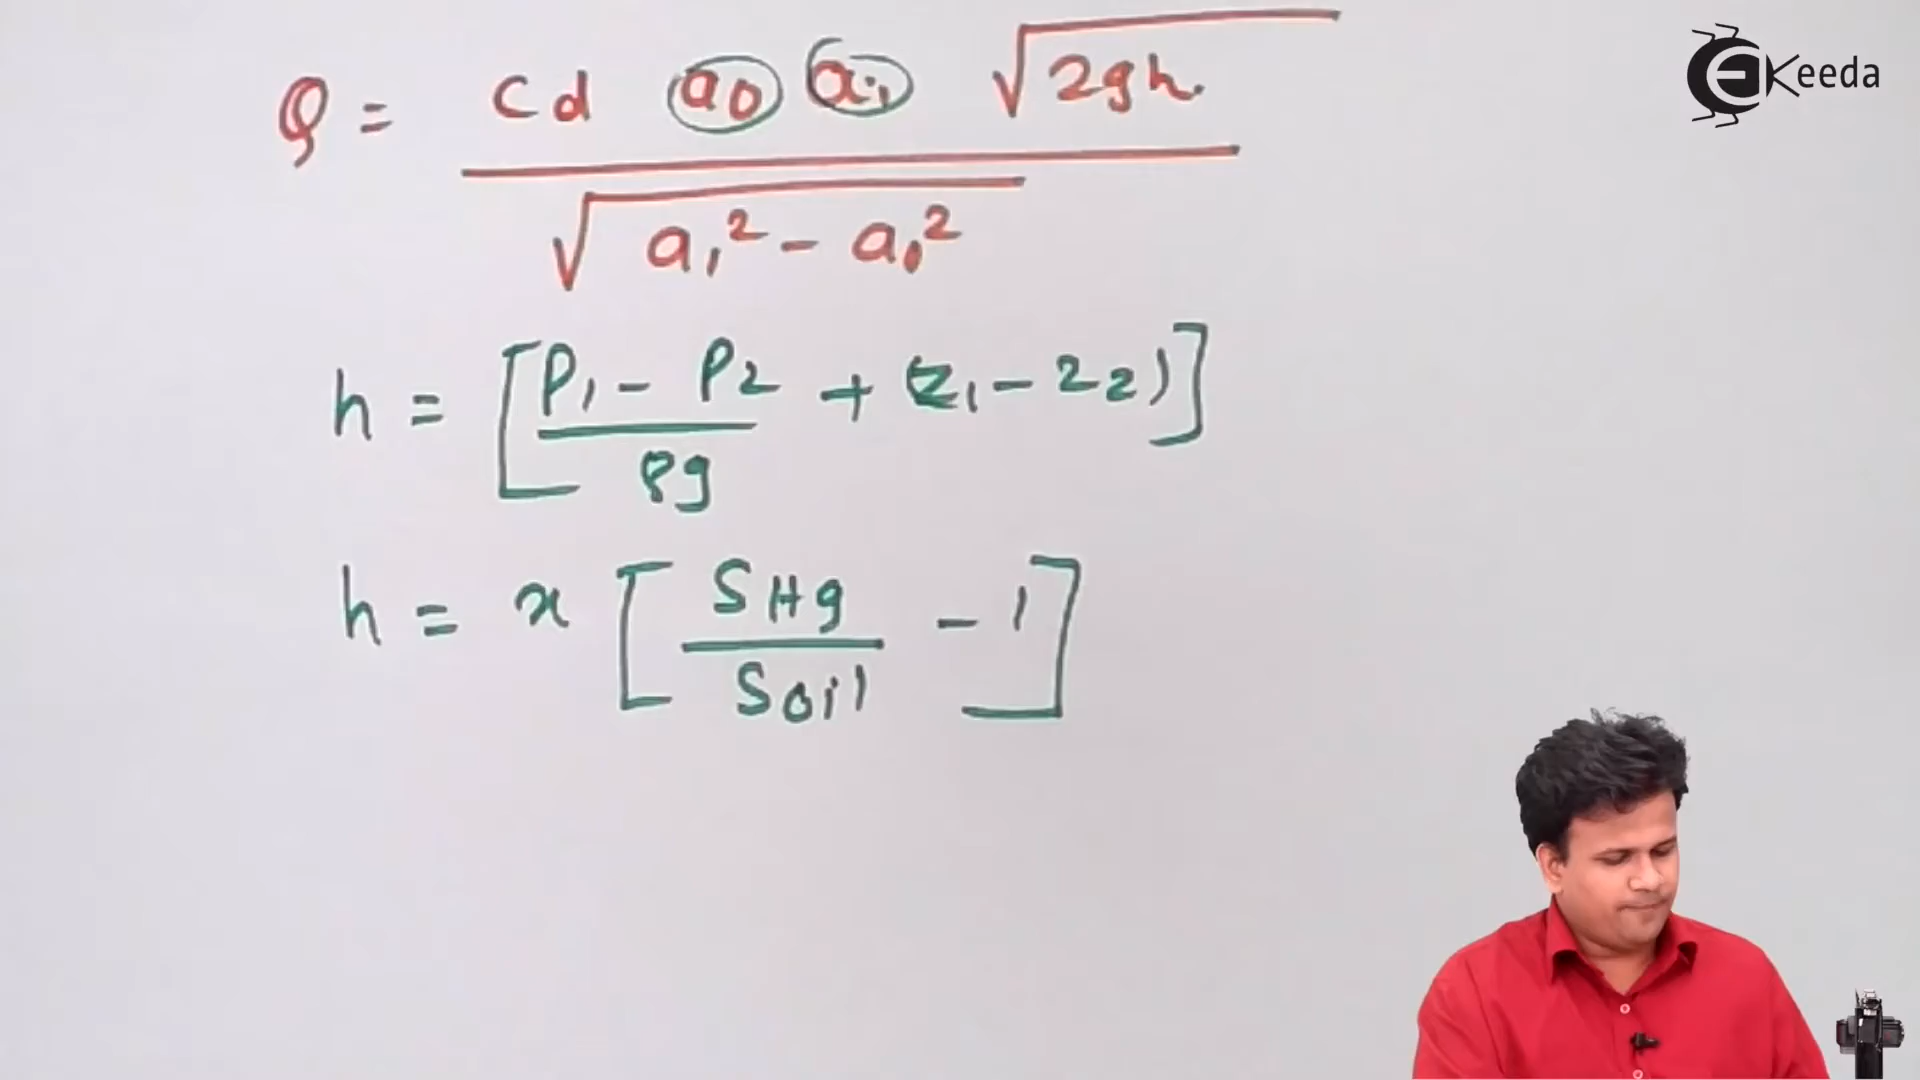 Keeda
Q = Cd a0 a1 √2gh
√a1² - a0²
h = [P1 - P2 + (z1 - z2)]
ρg
h = x [SHg - 1]
Soil